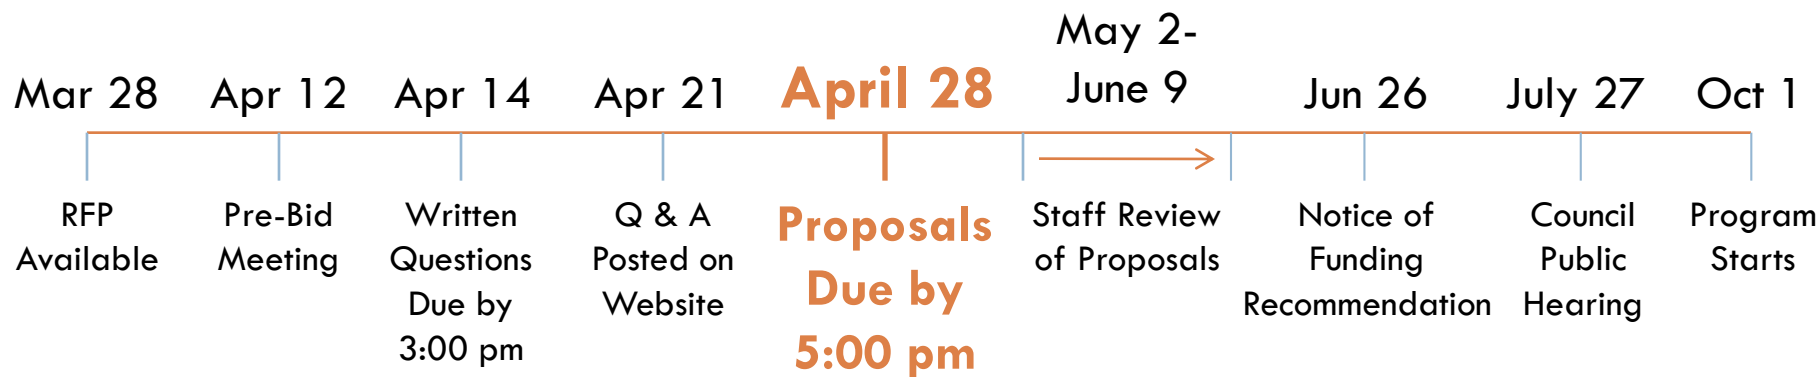 Mar 28
RFP
Available
Apr 12
Pre-Bid
Meeting
Apr 14
Written
Questions
Due by
3:00 pm
Apr 21
Q & A
Posted on
Website
April 28
Proposals
Due by
5:00 pm
May 2-
June 9
Staff Review
of Proposals
Jun 26
Notice of
Funding
Recommendation
July 27
Council
Public
Hearing
Oct 1
Program
Starts